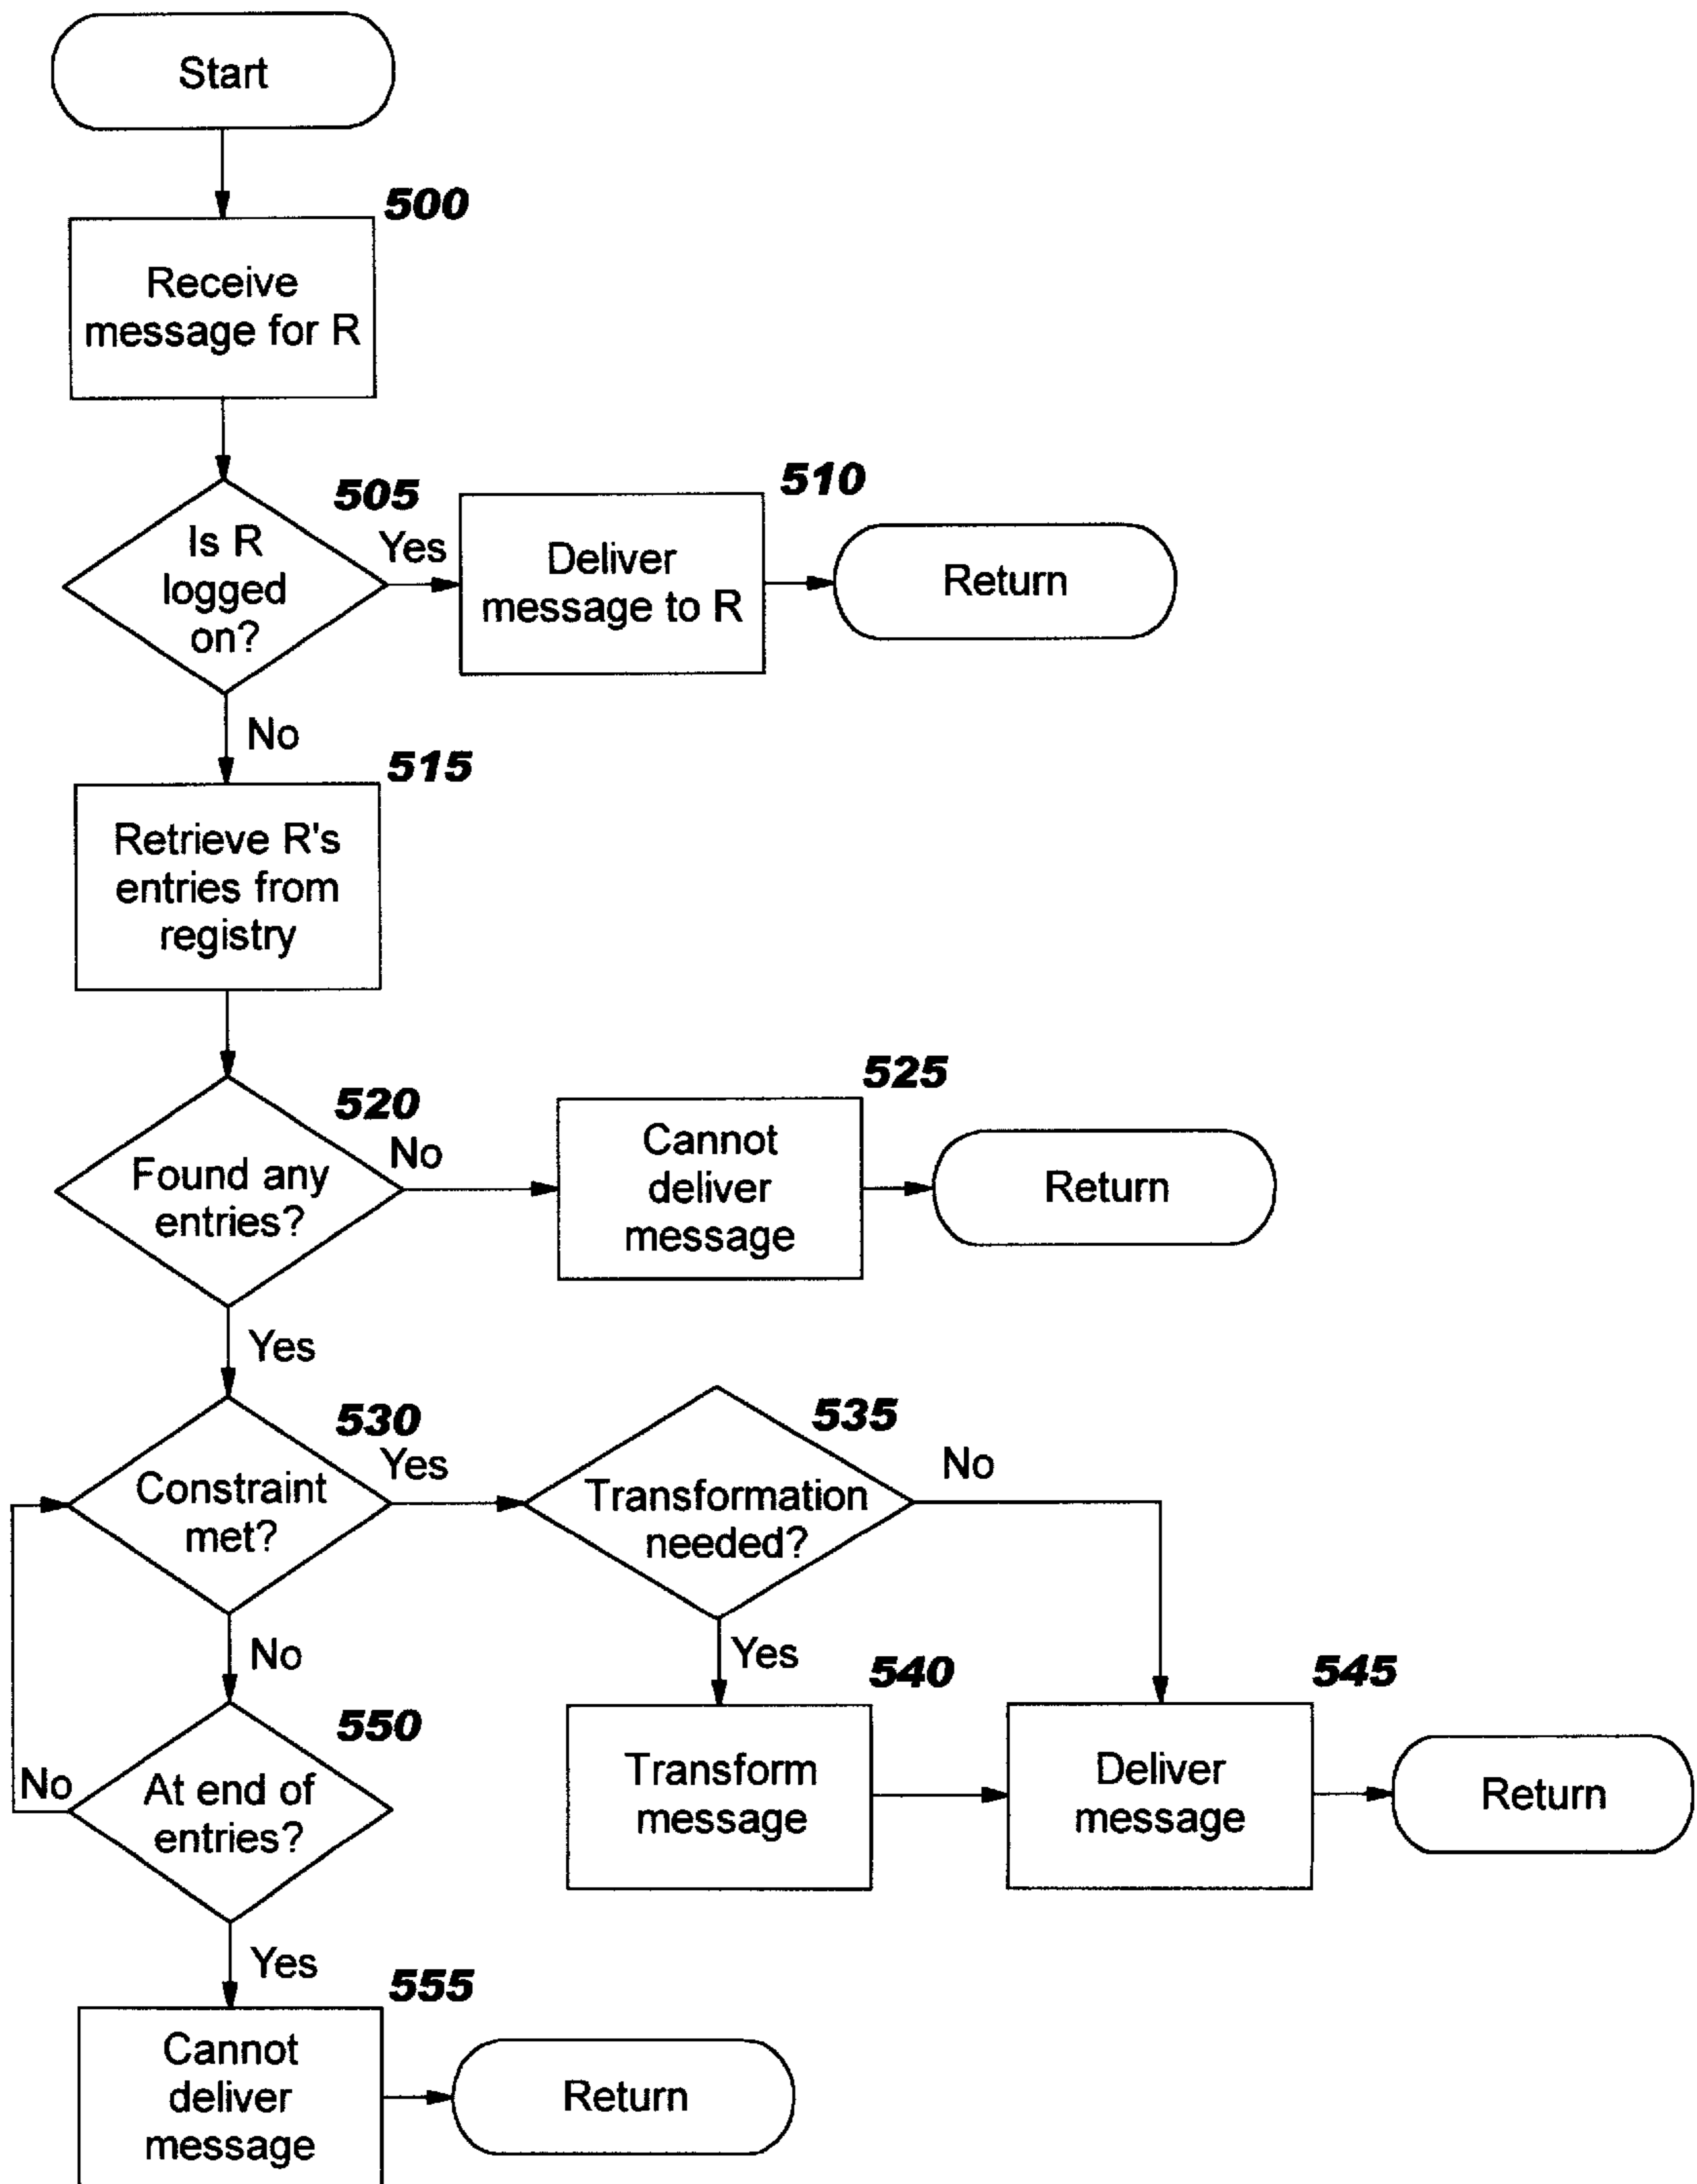 Start
500
Receive
message for R
505
Is R
logged
on?
Yes
510
Deliver
message to R
Return
No
515
Retrieve R's
entries from
registry
520
Found any
entries?
No
525
Cannot
deliver
message
Return
Yes
530
Constraint
met?
Yes
535
Transformation
needed?
No
Yes
540
Transform
message
545
Deliver
message
Return
No
550
At end of
entries?
No
Yes
555
Cannot
deliver
message
Return